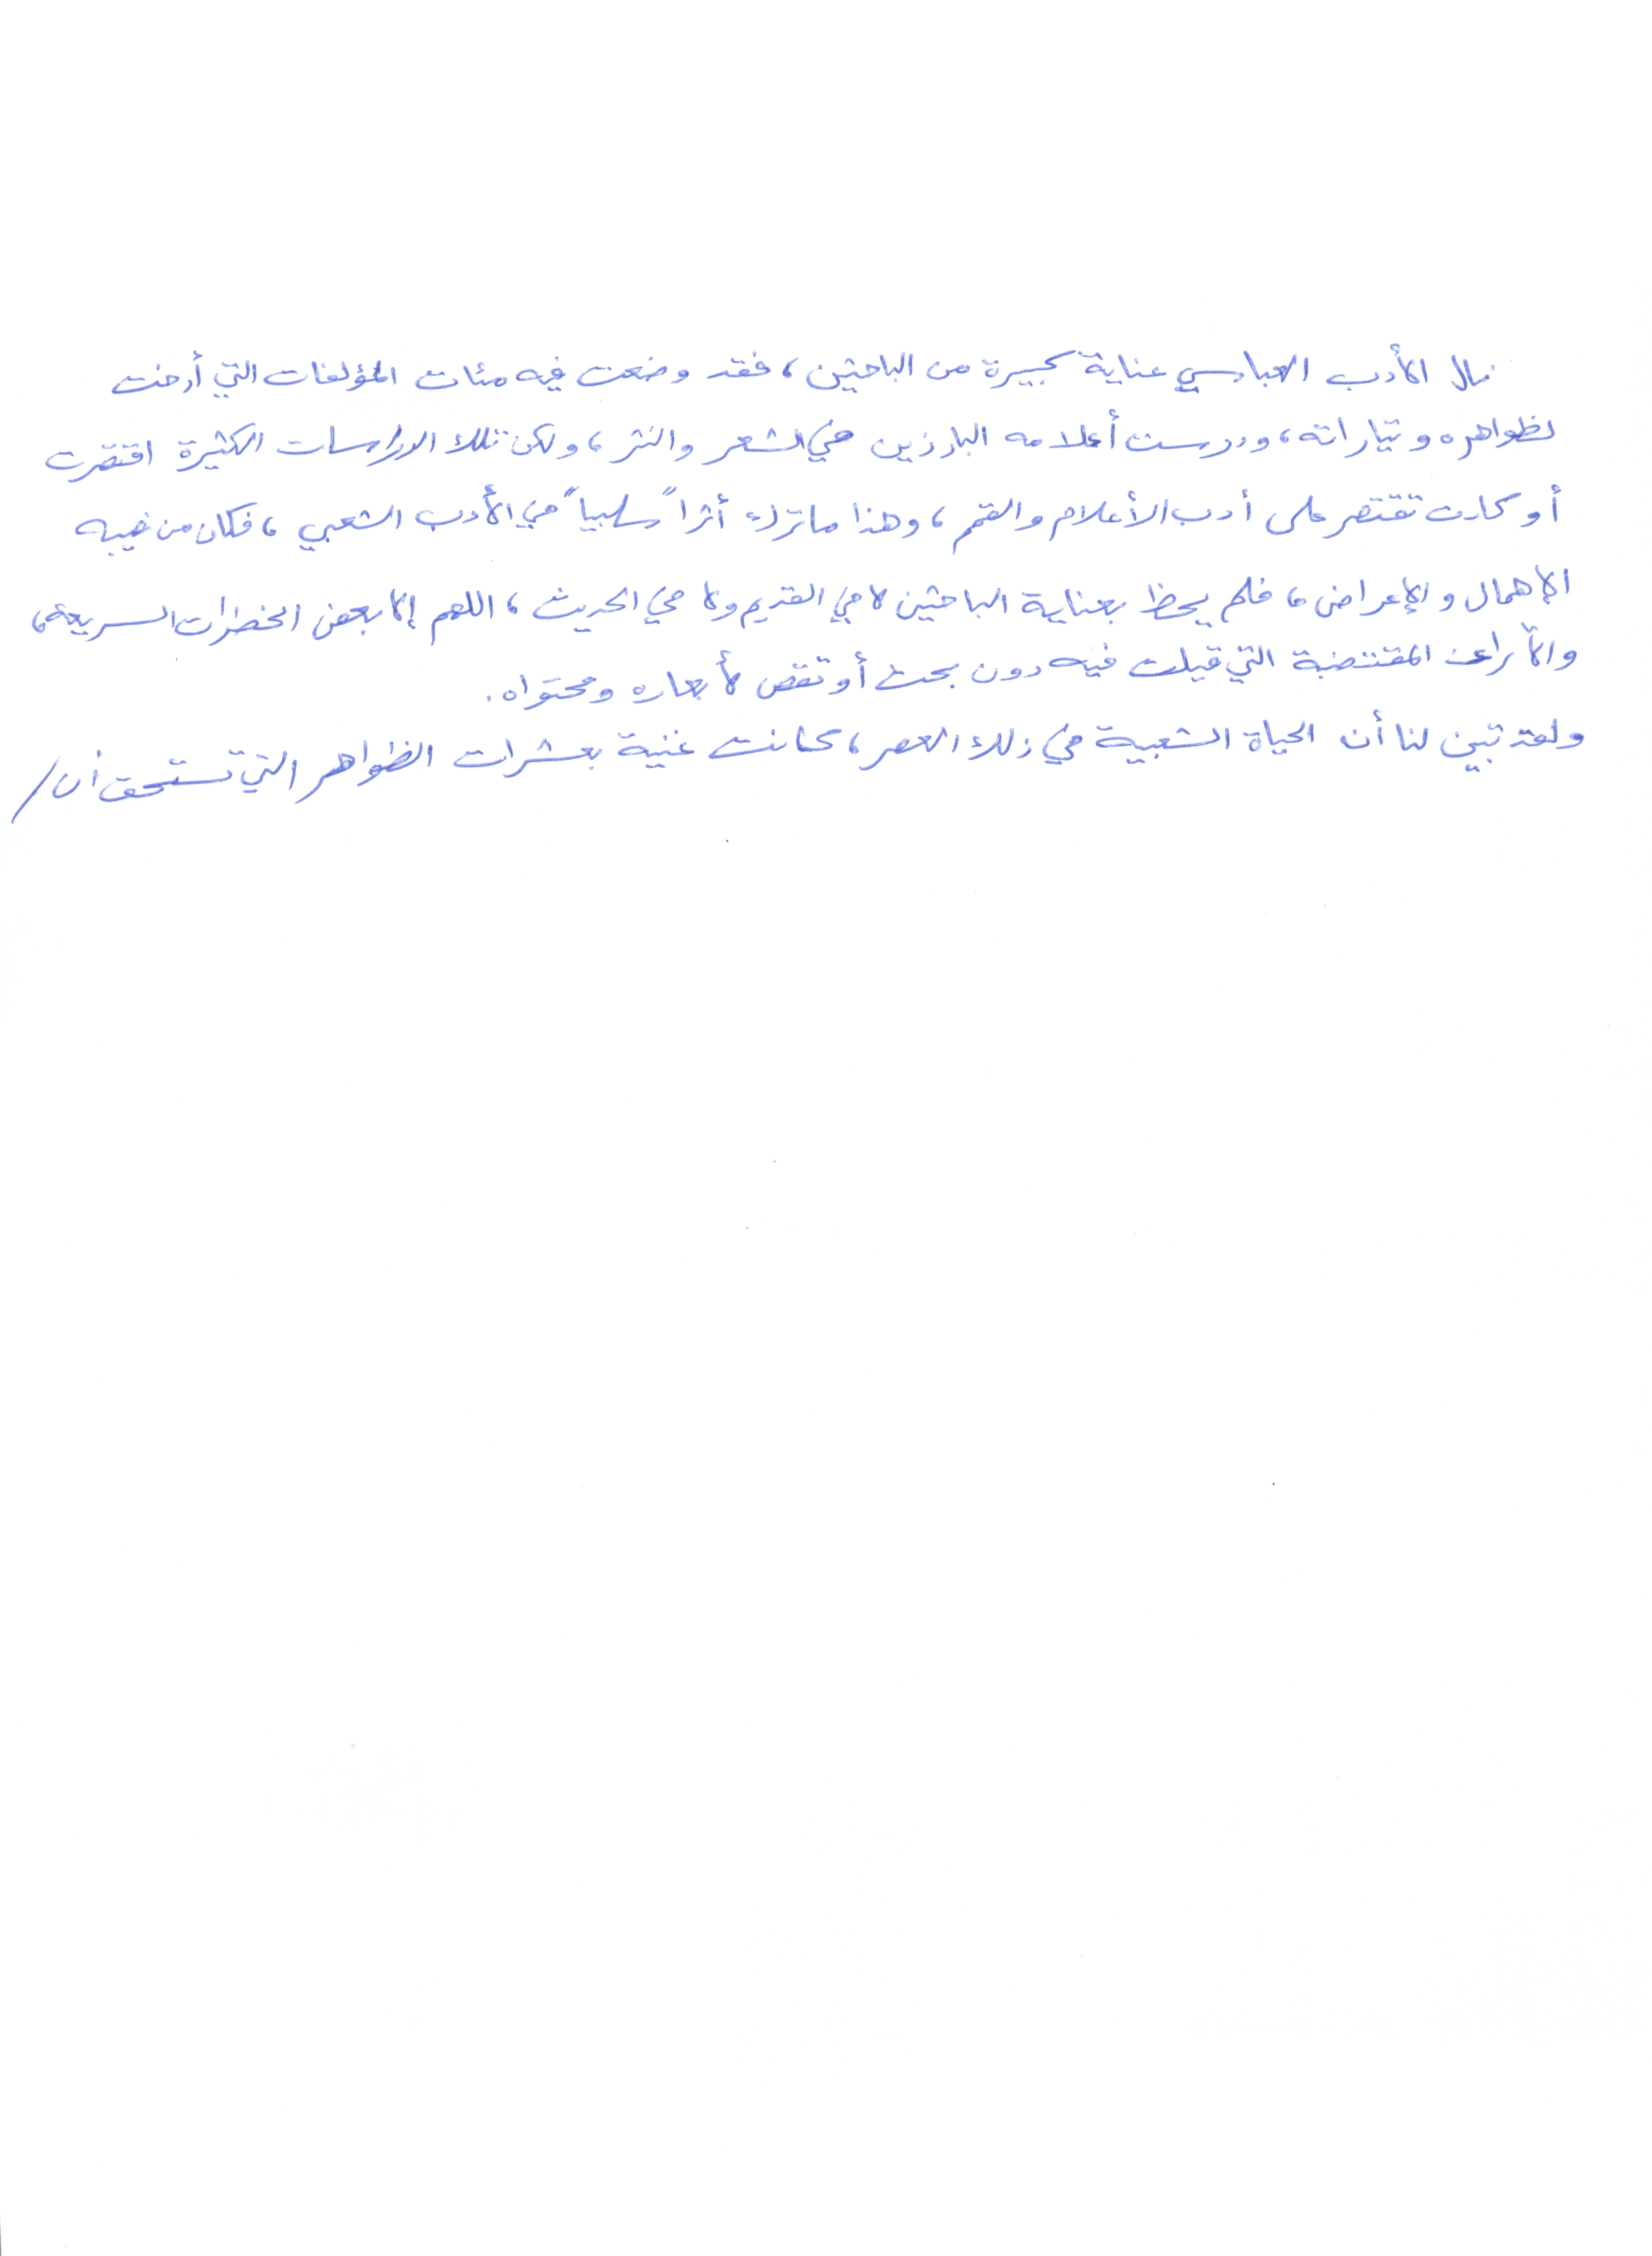 نال الأدب العباسي عناية كبيرة من الباحثين، فقد وضعت فيه مئات المؤلفات التي أرخت
لظواهره وتياراته، ودرست أعلامه البارزين في الشعر والنثر، ولكن تلك الدراسات الكثيرة اقتصرت
أو كادت تقتصر على أدب الأعلام والقمم، وهذا ما ترك أثراً سلبياً في الأدب الشعبي، فكان من نصيبه
الإهمال والإعراض، فلم يحظ بعناية الباحثين لا في القديم ولا في الحديث، اللهم إلا بعض الخطرات السريعة،
والآراء المقتضبة التي قيلت فيه دون بحث أو تقص لأبعاده ومحتواه.
ولقد تبين لنا أن الحياة الشعبية في ذلك العصر، كانت غنية بعشرات الظواهر التي تستحق أن /